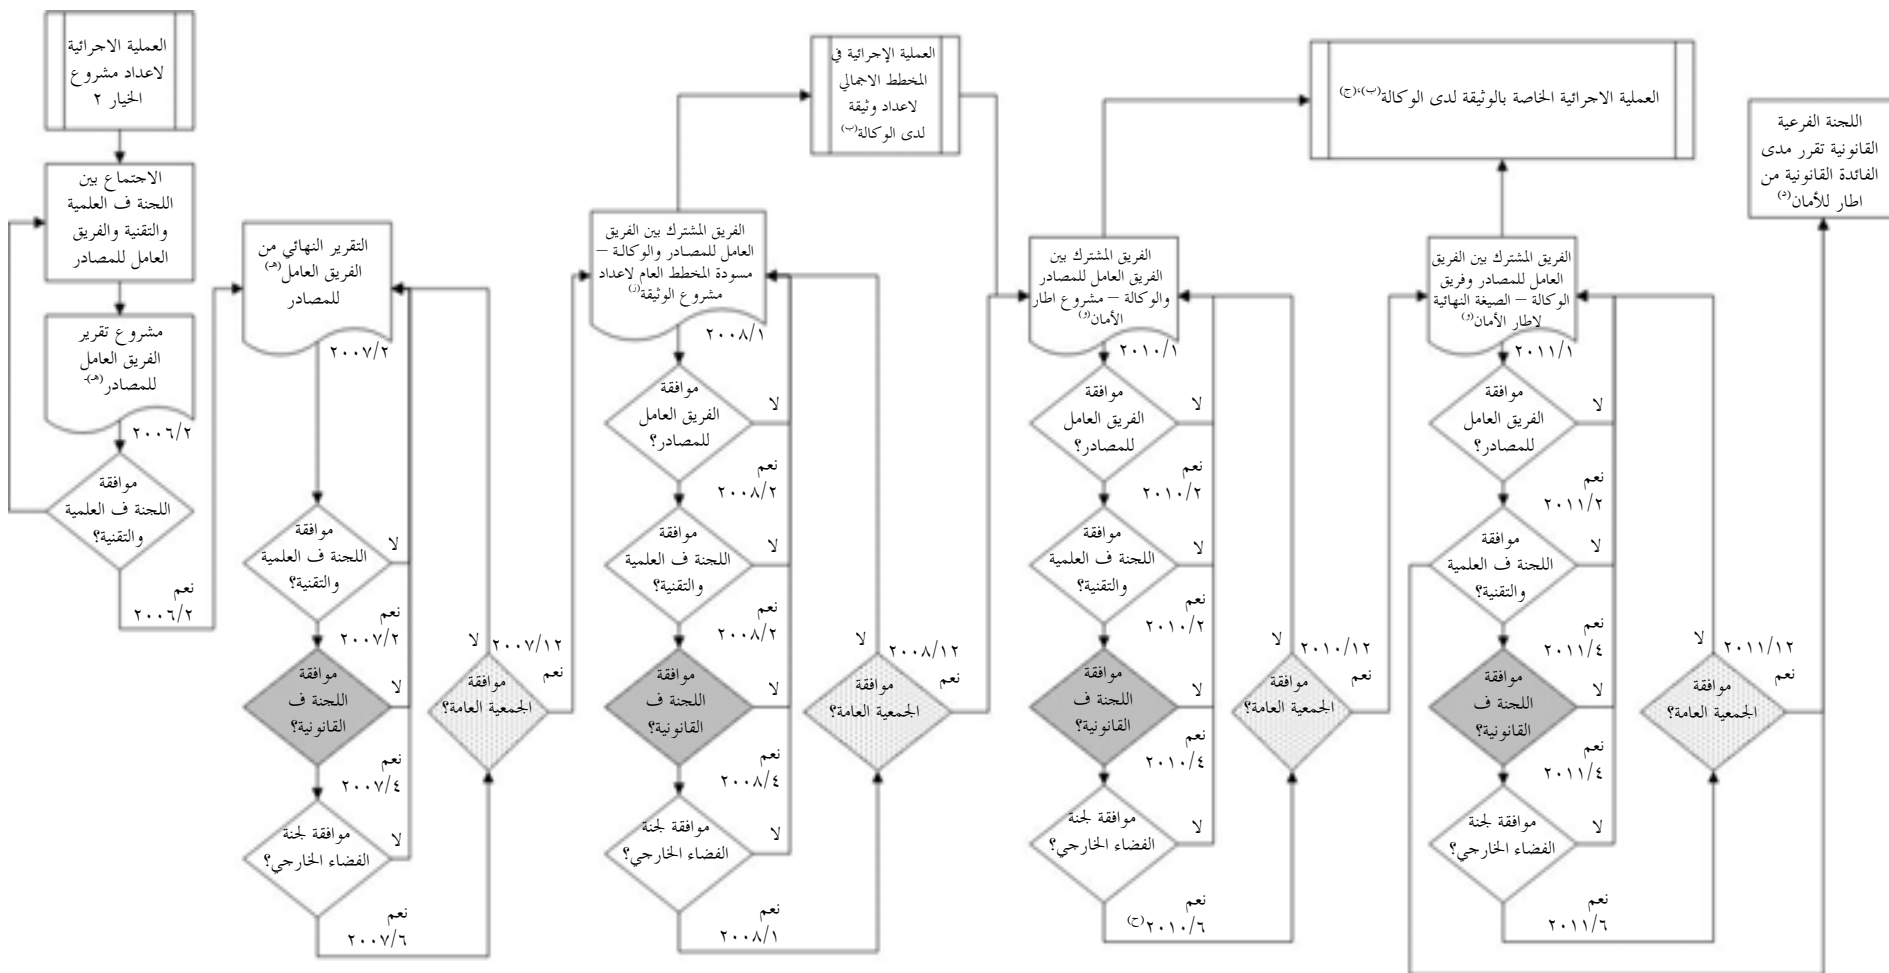 العملية الاجرائية
لاعداد مشروع
الخيار ٢
الاجتماع بين
اللجنة ف العلمية
والتقنية والفريق
العامل للمصادر
مشروع تقرير
الفريق العامل
للمصادر(هـ)
٢٠٠٦/٢
موافقة
اللجنة ف العلمية
والتقنية؟
نعم
٢٠٠٦/٢
التقرير النهائي من
الفريق العامل(هـ)
للمصادر
٢٠٠٧/٢
موافقة
اللجنة ف العلمية
والتقنية؟
لا
نعم
٢٠٠٧/٢
موافقة
اللجنة ف
القانونية؟
لا
نعم
٢٠٠٧/٤
موافقة لجنة
الفضاء الخارجي؟
لا
نعم
٢٠٠٧/٦
لا
٢٠٠٧/١٢
نعم
موافقة
الجمعية العامة؟
العملية الإجرائية في
المخطط الاجمالي
لاعداد وثيقة
لدى الوكالة(ب)
الفريق المشترك بين الفريق
العامل للمصادر والوكالة –
مسودة المخطط العام لاعداد
مشروع الوثيقة(ز)
٢٠٠٨/١
موافقة
الفريق العامل
للمصادر؟
لا
نعم
٢٠٠٨/٢
موافقة
اللجنة ف العلمية
والتقنية؟
لا
نعم
٢٠٠٨/٢
موافقة
اللجنة ف
القانونية؟
لا
نعم
٢٠٠٨/٤
موافقة لجنة
الفضاء الخارجي؟
لا
نعم
٢٠٠٨/١
لا
٢٠٠٨/١٢
نعم
موافقة
الجمعية العامة؟
العملية الاجرائية الخاصة بالوثيقة لدى الوكالة(ب)،(ج)
الفريق المشترك بين
الفريق العامل للمصادر
والوكالة – مشروع اطار
الأمان(و)
٢٠١٠/١
موافقة
الفريق العامل
للمصادر؟
لا
نعم
٢٠١٠/٢
موافقة
اللجنة ف العلمية
والتقنية؟
لا
نعم
٢٠١٠/٢
موافقة
اللجنة ف
القانونية؟
لا
نعم
٢٠١٠/٤
موافقة لجنة
الفضاء الخارجي؟
لا
نعم
٢٠١٠/٦(ح)
لا
٢٠١٠/١٢
نعم
موافقة
الجمعية العامة؟
الفريق المشترك بين الفريق
العامل للمصادر وفريق
الوكالة – الصيغة النهائية
لاطار الأمان(و)
٢٠١١/١
موافقة
الفريق العامل
للمصادر؟
لا
نعم
٢٠١١/٢
موافقة
اللجنة ف العلمية
والتقنية؟
لا
نعم
٢٠١١/٤
موافقة
اللجنة ف
القانونية؟
لا
نعم
٢٠١١/٤
موافقة لجنة
الفضاء الخارجي؟
لا
نعم
٢٠١١/٦
لا
٢٠١١/١٢
نعم
موافقة
الجمعية العامة؟
اللجنة الفرعية
القانونية تقرر مدى
الفائدة القانونية من
اطار للأمان(د)